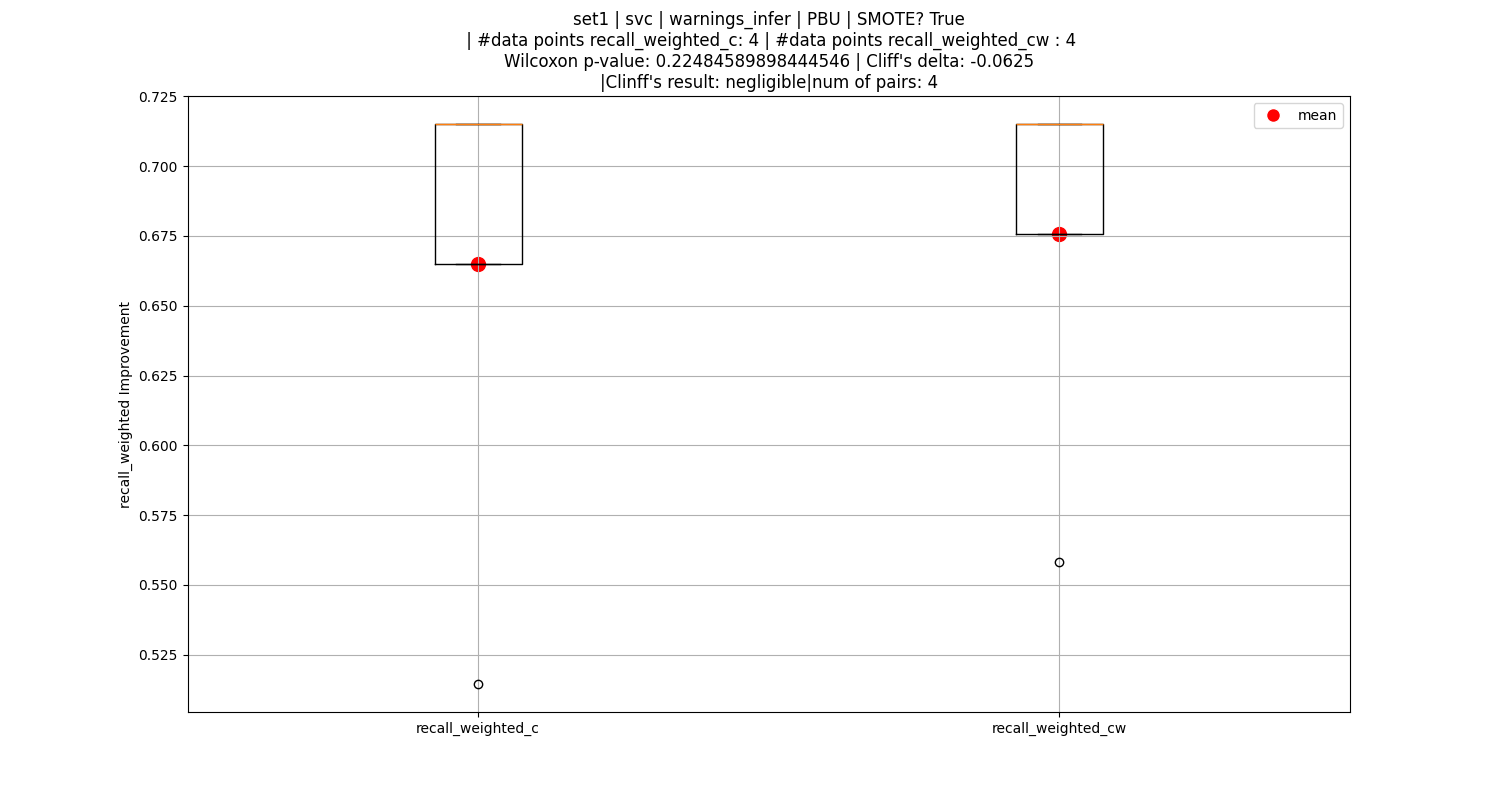 set1 | svc | warnings_infer | PBU | SMOTE? True
| #data points recall_weighted_c: 4 | #data points recall_weighted_cw : 4
Wilcoxon p-value: 0.22484589898444546 | Cliff's delta: -0.0625
|Clinff's result: negligible|num of pairs: 4
mean
0.725
0.700
0.675
0.650
0.625
0.600
0.575
0.550
0.525
recall_weighted Improvement
recall_weighted_c
recall_weighted_cw